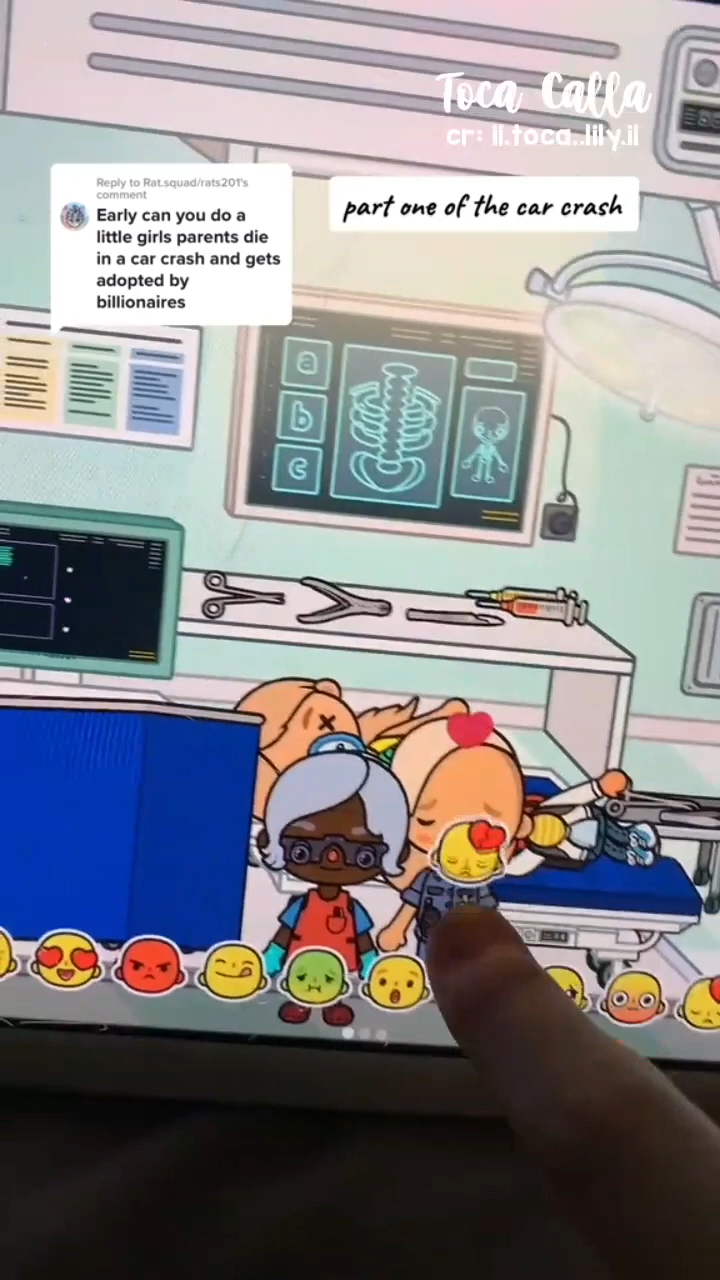 Toca Calla
cr: il.toca..lily.il
Reply to Rat.squad/rats201's
comment
Early can you do a
little girls parents die
in a car crash and gets
adopted by
billionaires
part one of the car crash
a
b
c